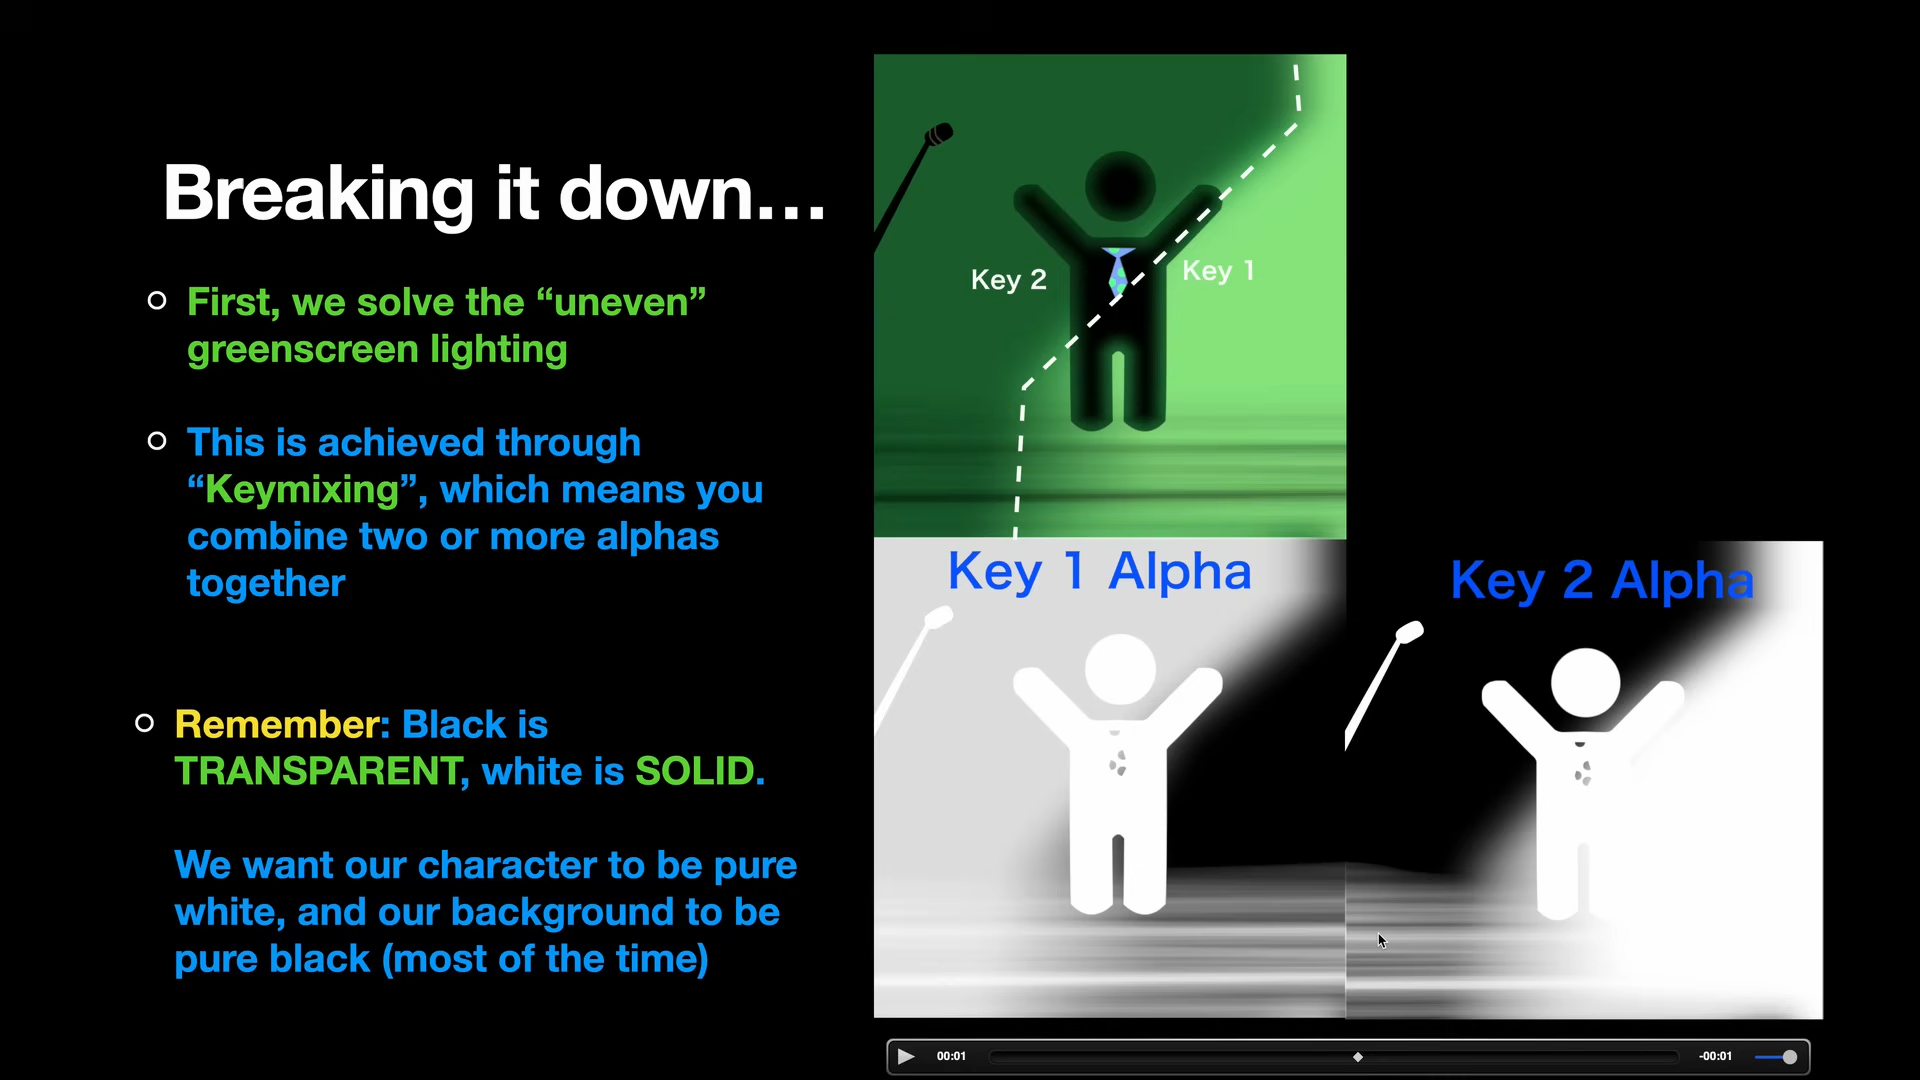 Breaking it down…
First, we solve the “uneven”
greenscreen lighting
This is achieved through
“Keymixing”, which means you
combine two or more alphas
together
Remember: Black is
TRANSPARENT, white is SOLID.
We want our character to be pure
white, and our background to be
pure black (most of the time)
Key 2
Key 1
Key 1 Alpha
Key 2 Alpha
00:01
-00:01